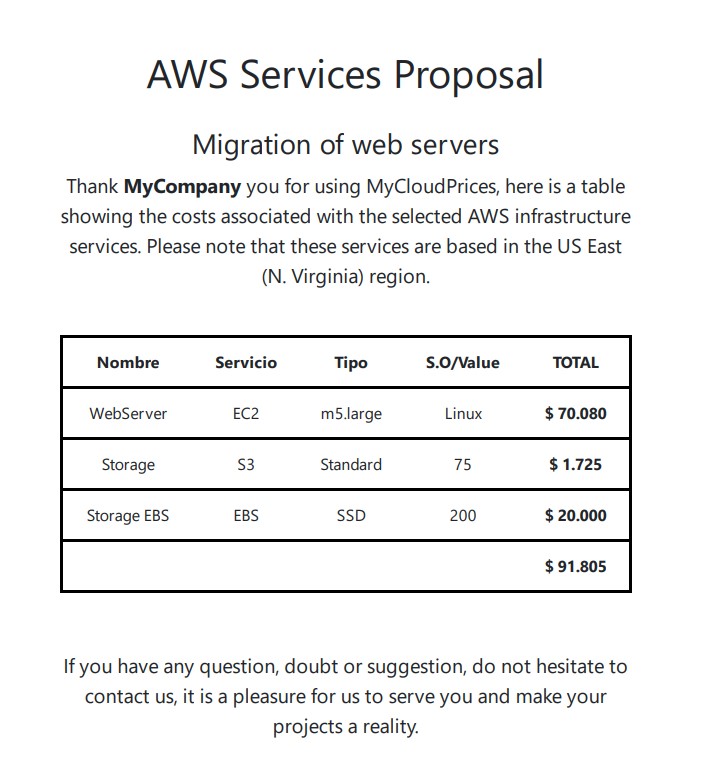 AWS Services Proposal
Migration of web servers
Thank MyCompany you for using MyCloudPrices, here is a table
showing the costs associated with the selected AWS infrastructure
services. Please note that these services are based in the US East
(N. Virginia) region.
Nombre Servicio Tipo S.O/Value TOTAL
WebServer EC2 m5.large Linux $ 70.080
Storage S3 Standard 75 $ 1.725
Storage EBS EBS SSD 200 $ 20.000
$ 91.805
If you have any question, doubt or suggestion, do not hesitate to
contact us, it is a pleasure for us to serve you and make your
projects a reality.